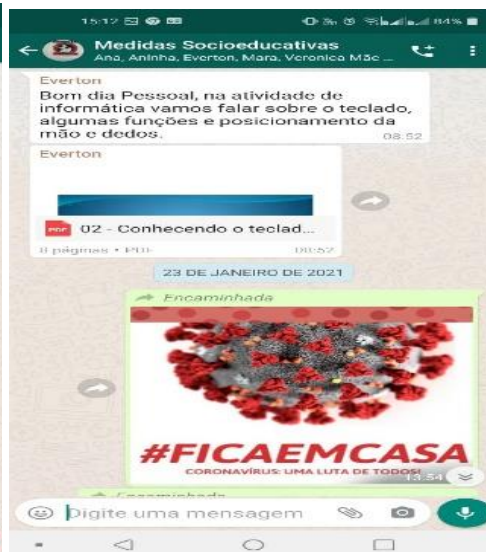 15:12 84%
Medidas Socioeducativas
Ana, Aninha, Everton, Mara, Veronica Mãe ...
Everton
Bom dia Pessoal, na atividade de
informática vamos falar sobre o teclado,
algumas funções e posicionamento da
mão e dedos.
08:52
Everton
PDF 02 - Conhecendo o teclad...
8 páginas • PDF
23 DE JANEIRO DE 2021
Encaminhada
#FICAEMCASA
CORONAVÍRUS: UMA LUTA DE TODOS!
13:54
Encaminhada
Digite uma mensagem